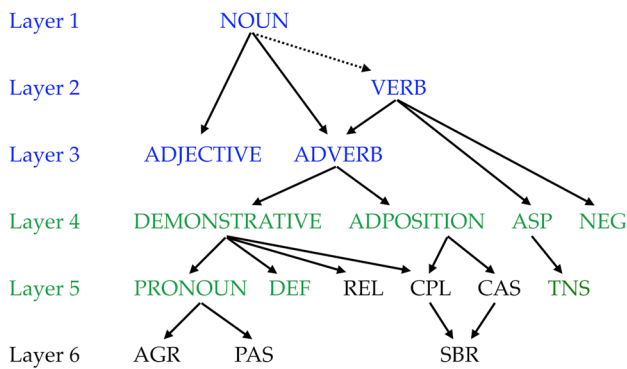 Layer 1 NOUN
Layer 2 VERB
Layer 3 ADJECTIVE ADVERB
Layer 4 DEMONSTRATIVE ADPOSITION ASP NEG
Layer 5 PRONOUN DEF REL CPL CAS TNS
Layer 6 AGR PAS SBR